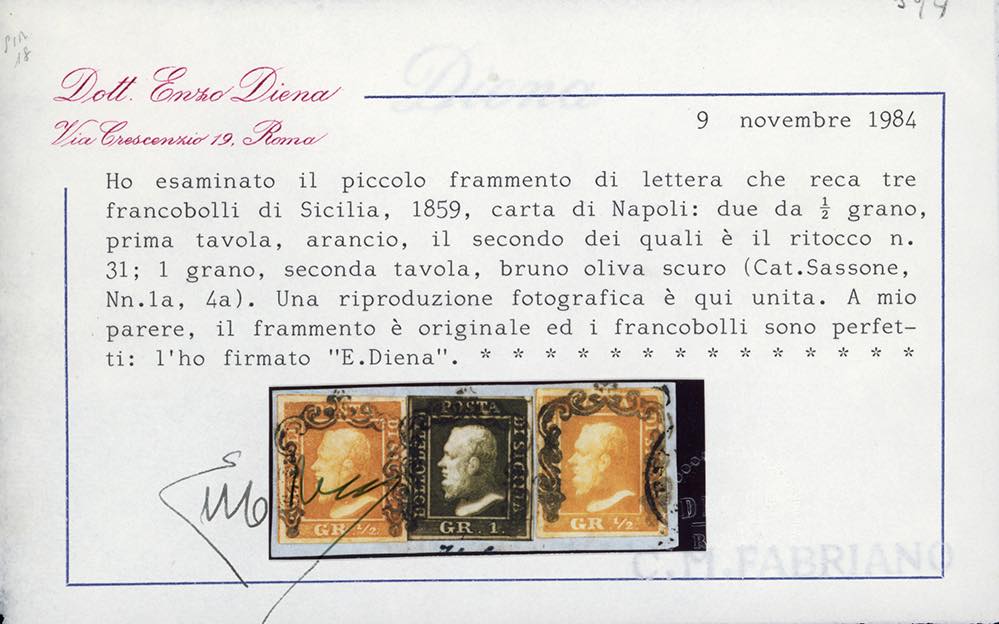 Dott. Enzo Diena
Via Crescenzio 19, Roma
Diena
9 novembre 1984
Ho esaminato il piccolo frammento di lettera che reca tre
francobolli di Sicilia, 1859, carta di Napoli: due da ½ grano,
prima tavola, arancio, il secondo dei quali è il ritocco n.
31; 1 grano, seconda tavola, bruno oliva scuro (Cat.Sassone,
Nn.1a, 4a). Una riproduzione fotografica è qui unita. A mio
parere, il frammento è originale ed i francobolli sono perfet-
ti: l'ho firmato "E.Diena". * * * * * * * * * * * * * *
POSTA
BOLLO DELLA
DI SICILIA
GR. ½
GR. 1.
GR. ½
C.M.FABRIANO